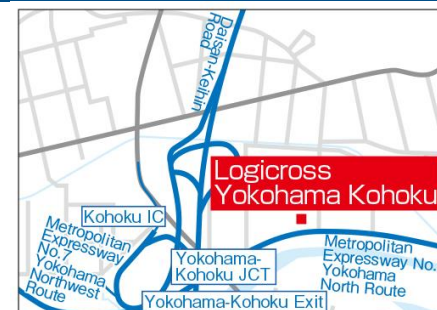 Daisan-Keihin
Road
Logicross
Yokohama Kohoku
Kohoku IC
Metropolitan
Expressway
No.7
Yokohama
Northwest
Route
Yokohama-
Kohoku JCT
Metropolitan
Expressway No.
Yokohama
North Route
Yokohama-Kohoku Exit